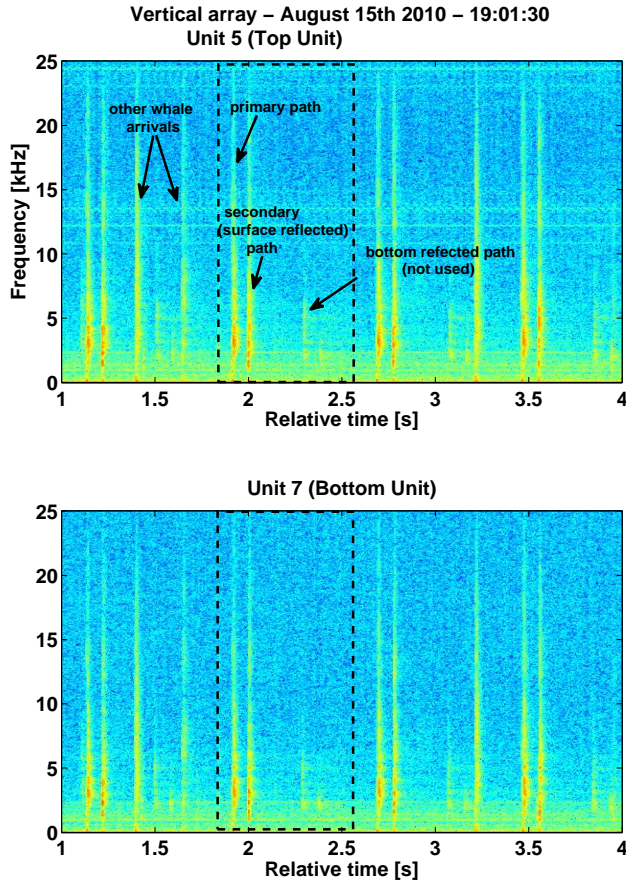 Vertical array – August 15th 2010 – 19:01:30
Unit 5 (Top Unit)
25
20
15
10
5
0
Frequency [kHz]
other whale
arrivals
primary path
secondary
(surface reflected)
path
bottom refected path
(not used)
1
1.5
2
2.5
3
3.5
4
Relative time [s]
Unit 7 (Bottom Unit)
25
20
15
10
5
0
1
1.5
2
2.5
3
3.5
4
Relative time [s]